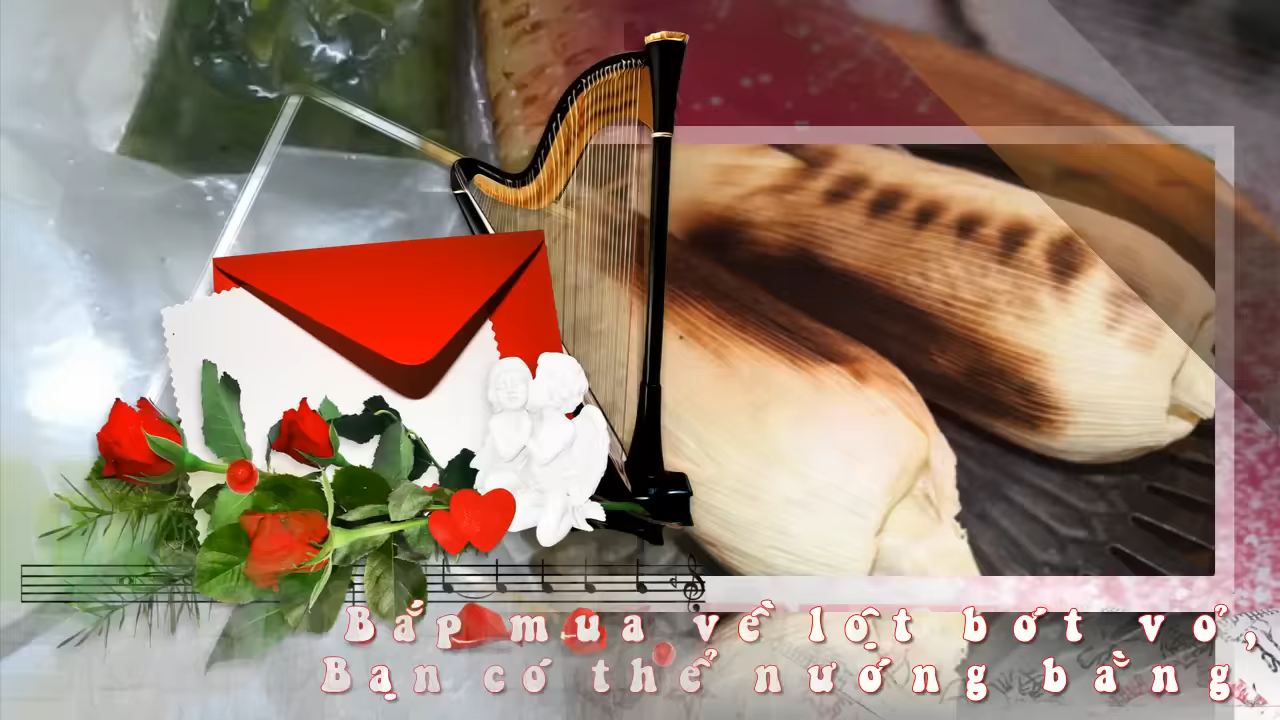 Bắp mua về lột bớt vỏ,
Bạn có thể nướng bằng